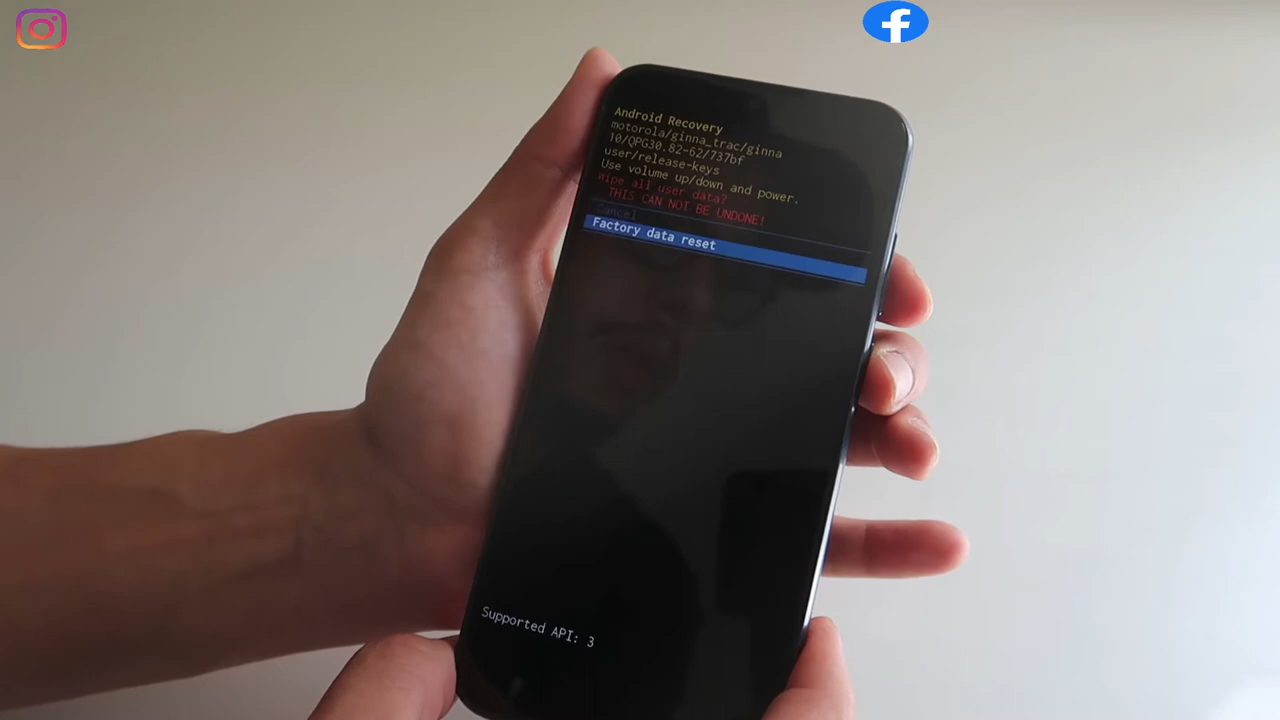 Android Recovery
motorola/ginna_trac/ginna
10/QPG30.82-62/737bf
user/release-keys
Use volume up/down and power.
Wipe all user data?
THIS CAN NOT BE UNDONE!
Cancel
Factory data reset
Supported API: 3